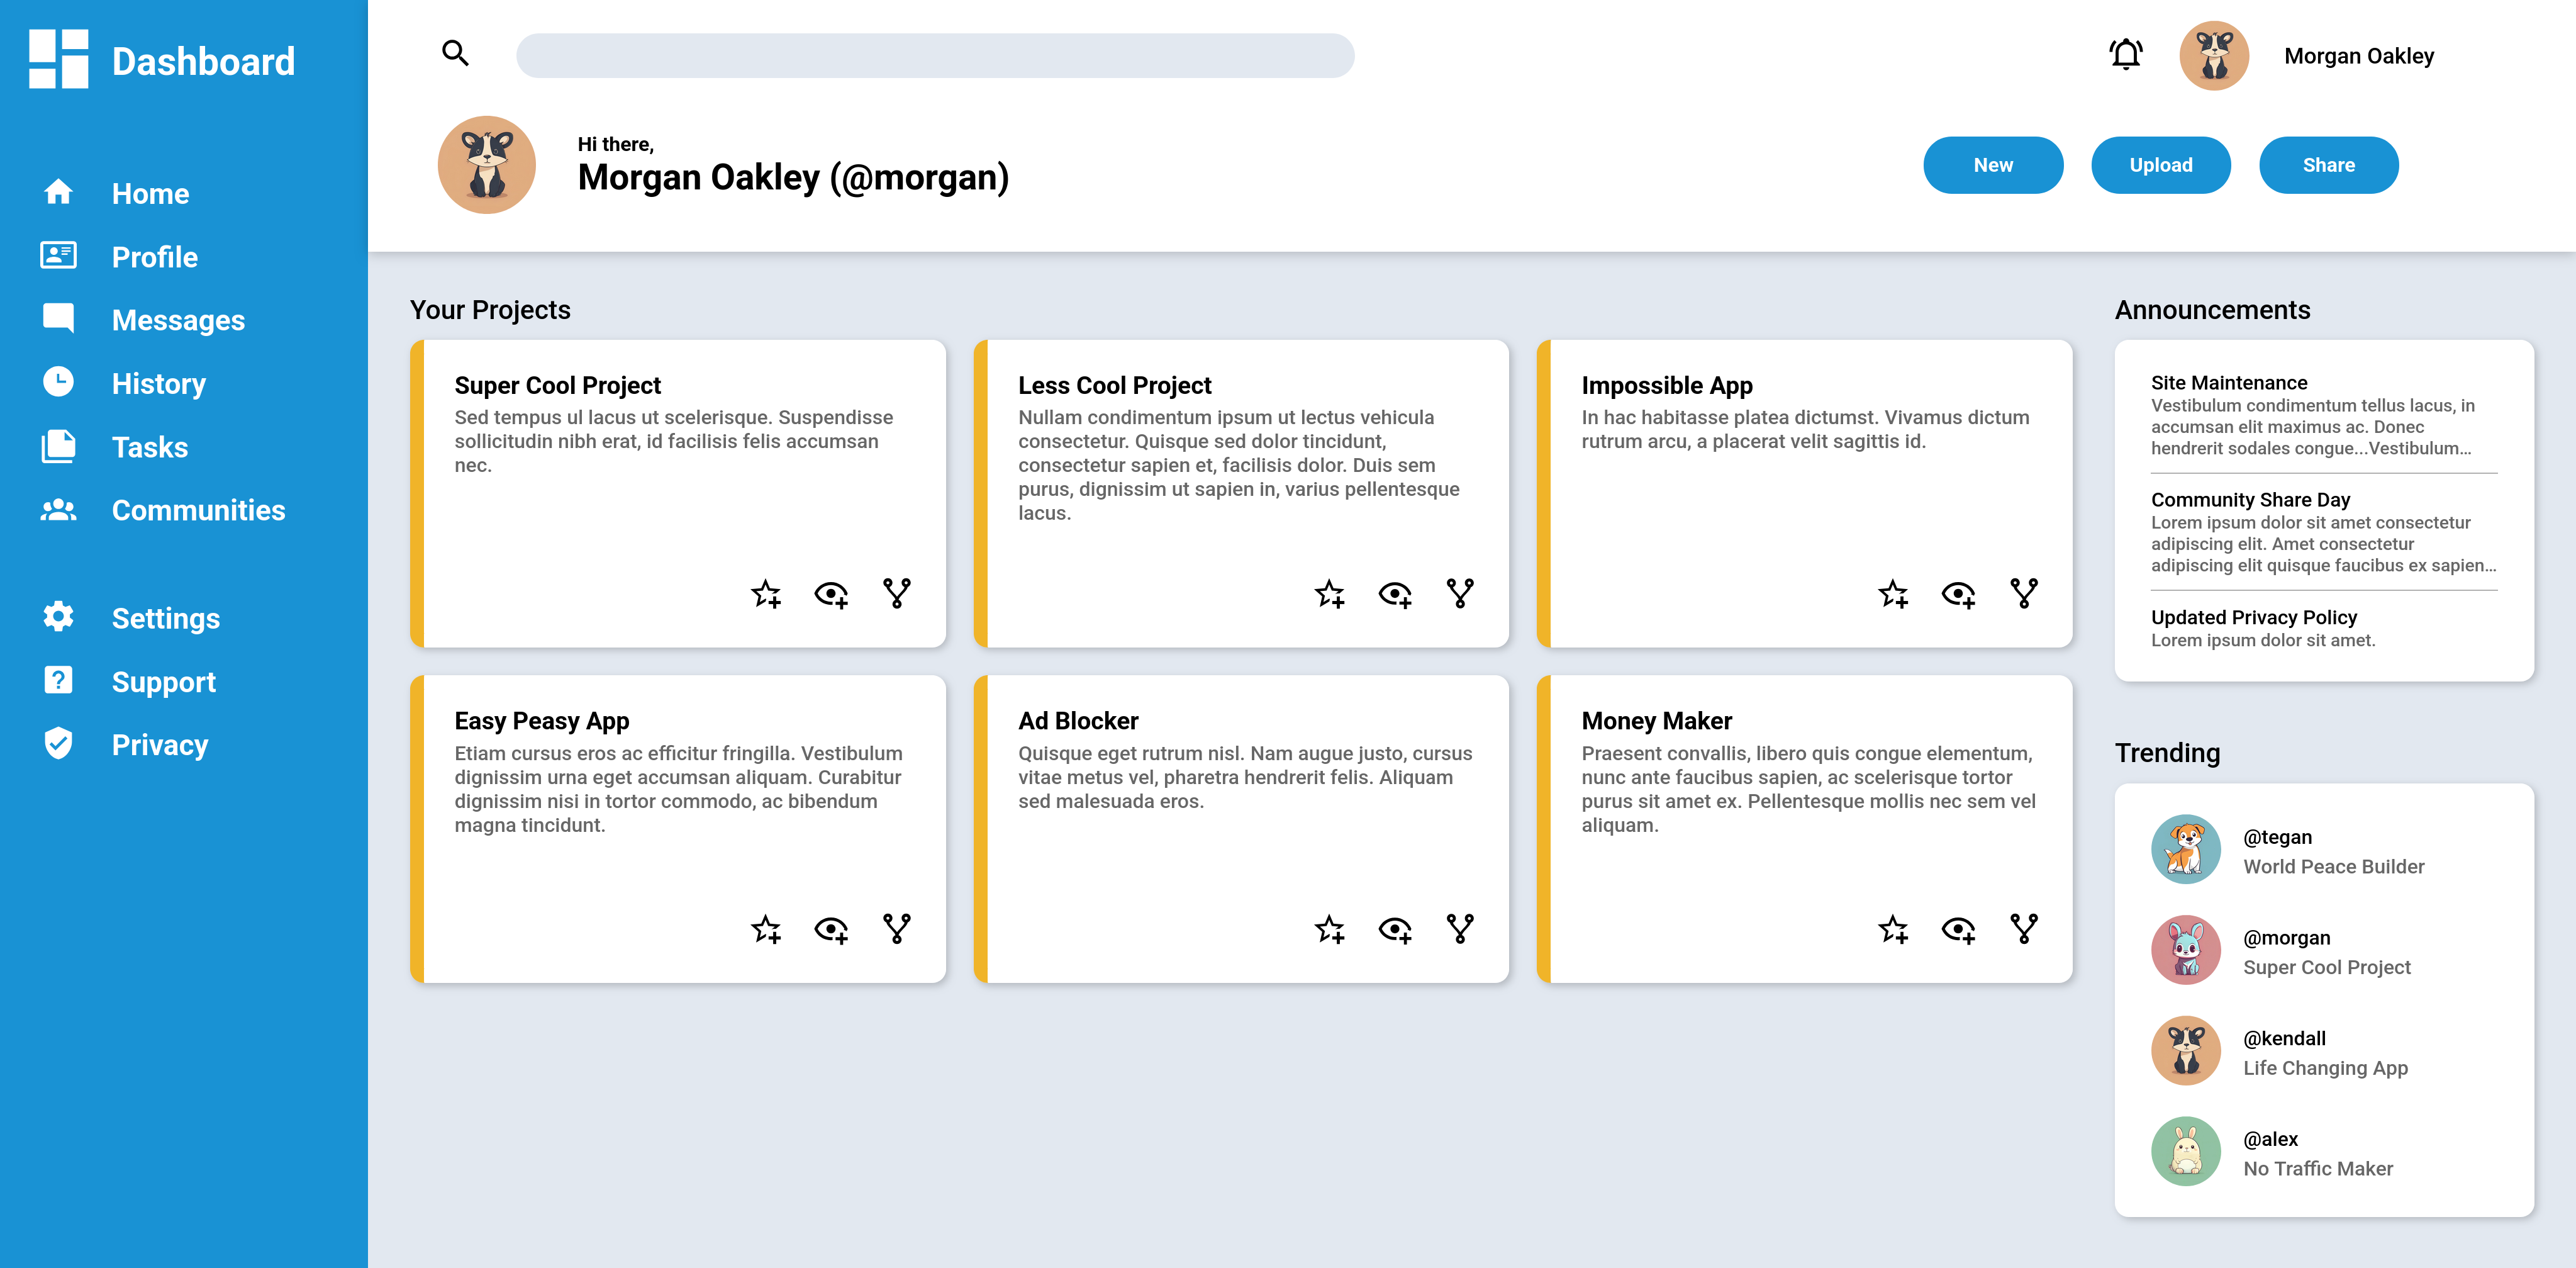 Dashboard
Home
Profile
Messages
History
Tasks
Communities
Settings
Support
Privacy
Morgan Oakley
Hi there,
Morgan Oakley (@morgan)
New
Upload
Share
Your Projects
Super Cool Project
Sed tempus ul lacus ut scelerisque. Suspendisse
sollicitudin nibh erat, id facilisis felis accumsan
nec.
Less Cool Project
Nullam condimentum ipsum ut lectus vehicula
consectetur. Quisque sed dolor tincidunt,
consectetur sapien et, facilisis dolor. Duis sem
purus, dignissim ut sapien in, varius pellentesque
lacus.
Impossible App
In hac habitasse platea dictumst. Vivamus dictum
rutrum arcu, a placerat velit sagittis id.
Easy Peasy App
Etiam cursus eros ac efficitur fringilla. Vestibulum
dignissim urna eget accumsan aliquam. Curabitur
dignissim nisi in tortor commodo, ac bibendum
magna tincidunt.
Ad Blocker
Quisque eget rutrum nisl. Nam augue justo, cursus
vitae metus vel, pharetra hendrerit felis. Aliquam
sed malesuada eros.
Money Maker
Praesent convallis, libero quis congue elementum,
nunc ante faucibus sapien, ac scelerisque tortor
purus sit amet ex. Pellentesque mollis nec sem vel
aliquam.
Announcements
Site Maintenance
Vestibulum condimentum tellus lacus, in
accumsan elit maximus ac. Donec
hendrerit sodales congue...Vestibulum...
Community Share Day
Lorem ipsum dolor sit amet consectetur
adipiscing elit. Amet consectetur
adipiscing elit quisque faucibus ex sapien...
Updated Privacy Policy
Lorem ipsum dolor sit amet.
Trending
@tegan
World Peace Builder
@morgan
Super Cool Project
@kendall
Life Changing App
@alex
No Traffic Maker